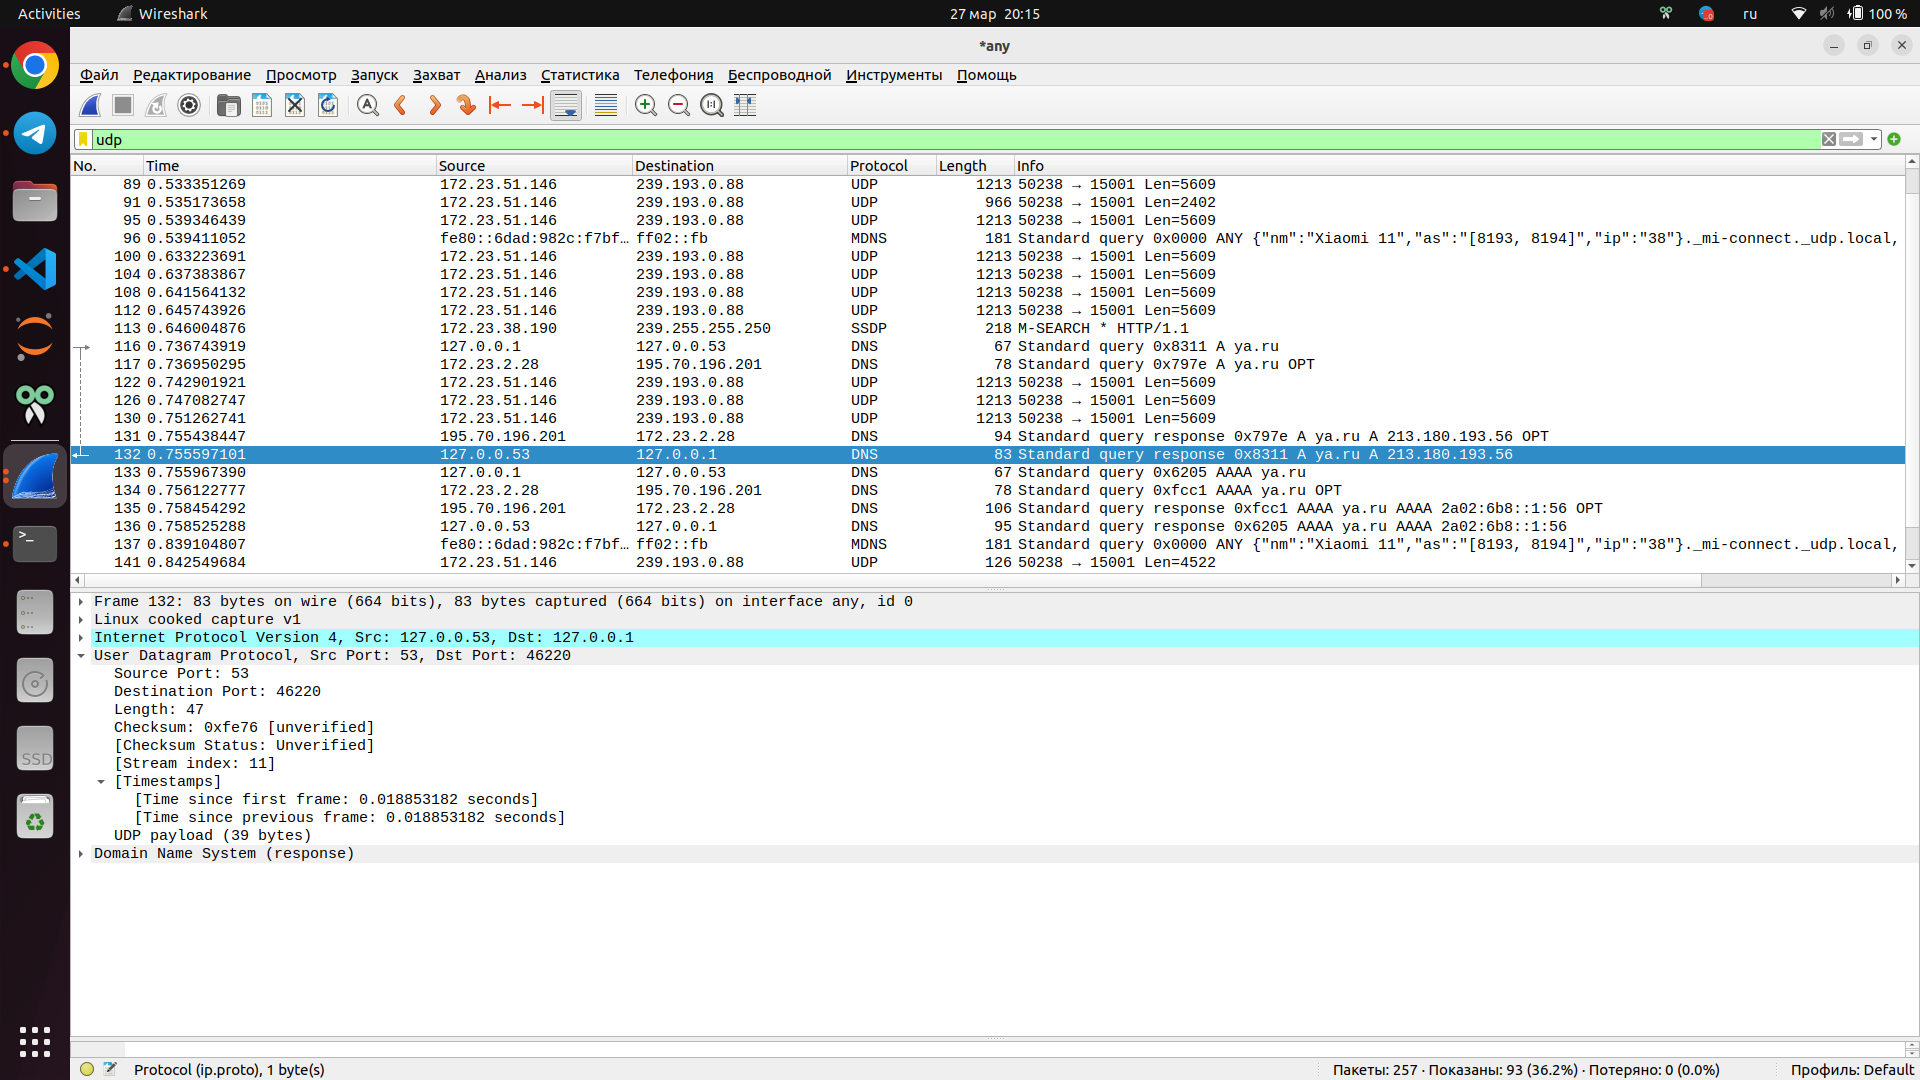 Activities Wireshark 27 мар 20:15 ru 100 %
*any
Файл Редактирование Просмотр Запуск Захват Анализ Статистика Телефония Беспроводной Инструменты Помощь
udp
No. Time Source Destination Protocol Length Info
89 0.533351269 172.23.51.146 239.193.0.88 UDP 1213 50238 → 15001 Len=5609
91 0.535173658 172.23.51.146 239.193.0.88 UDP 966 50238 → 15001 Len=2402
95 0.539346439 172.23.51.146 239.193.0.88 UDP 1213 50238 → 15001 Len=5609
96 0.539411052 fe80::6dad:982c:f7bf… ff02::fb MDNS 181 Standard query 0x0000 ANY {"nm":"Xiaomi 11","as":"[8193, 8194]","ip":"38"}._mi-connect._udp.local,
100 0.633223691 172.23.51.146 239.193.0.88 UDP 1213 50238 → 15001 Len=5609
104 0.637383867 172.23.51.146 239.193.0.88 UDP 1213 50238 → 15001 Len=5609
108 0.641564132 172.23.51.146 239.193.0.88 UDP 1213 50238 → 15001 Len=5609
112 0.645743926 172.23.51.146 239.193.0.88 UDP 1213 50238 → 15001 Len=5609
113 0.646004876 172.23.38.190 239.255.255.250 SSDP 218 M-SEARCH * HTTP/1.1
116 0.736743919 127.0.0.1 127.0.0.53 DNS 67 Standard query 0x8311 A ya.ru
117 0.736950295 172.23.2.28 195.70.196.201 DNS 78 Standard query 0x797e A ya.ru OPT
122 0.742901921 172.23.51.146 239.193.0.88 UDP 1213 50238 → 15001 Len=5609
126 0.747082747 172.23.51.146 239.193.0.88 UDP 1213 50238 → 15001 Len=5609
130 0.751262741 172.23.51.146 239.193.0.88 UDP 1213 50238 → 15001 Len=5609
131 0.755438447 195.70.196.201 172.23.2.28 DNS 94 Standard query response 0x797e A ya.ru A 213.180.193.56 OPT
132 0.755597101 127.0.0.53 127.0.0.1 DNS 83 Standard query response 0x8311 A ya.ru A 213.180.193.56
133 0.755967390 127.0.0.1 127.0.0.53 DNS 67 Standard query 0x6205 AAAA ya.ru
134 0.756122777 172.23.2.28 195.70.196.201 DNS 78 Standard query 0xfcc1 AAAA ya.ru OPT
135 0.758454292 195.70.196.201 172.23.2.28 DNS 106 Standard query response 0xfcc1 AAAA ya.ru AAAA 2a02:6b8::1:56 OPT
136 0.758525288 127.0.0.53 127.0.0.1 DNS 95 Standard query response 0x6205 AAAA ya.ru AAAA 2a02:6b8::1:56
137 0.839104807 fe80::6dad:982c:f7bf… ff02::fb MDNS 181 Standard query 0x0000 ANY {"nm":"Xiaomi 11","as":"[8193, 8194]","ip":"38"}._mi-connect._udp.local,
141 0.842549684 172.23.51.146 239.193.0.88 UDP 126 50238 → 15001 Len=4522
Frame 132: 83 bytes on wire (664 bits), 83 bytes captured (664 bits) on interface any, id 0
Linux cooked capture v1
Internet Protocol Version 4, Src: 127.0.0.53, Dst: 127.0.0.1
User Datagram Protocol, Src Port: 53, Dst Port: 46220
Source Port: 53
Destination Port: 46220
Length: 47
Checksum: 0xfe76 [unverified]
[Checksum Status: Unverified]
[Stream index: 11]
[Timestamps]
[Time since first frame: 0.018853182 seconds]
[Time since previous frame: 0.018853182 seconds]
UDP payload (39 bytes)
Domain Name System (response)
SSD
Protocol (ip.proto), 1 byte(s) Пакеты: 257 · Показаны: 93 (36.2%) · Потеряно: 0 (0.0%) Профиль: Default